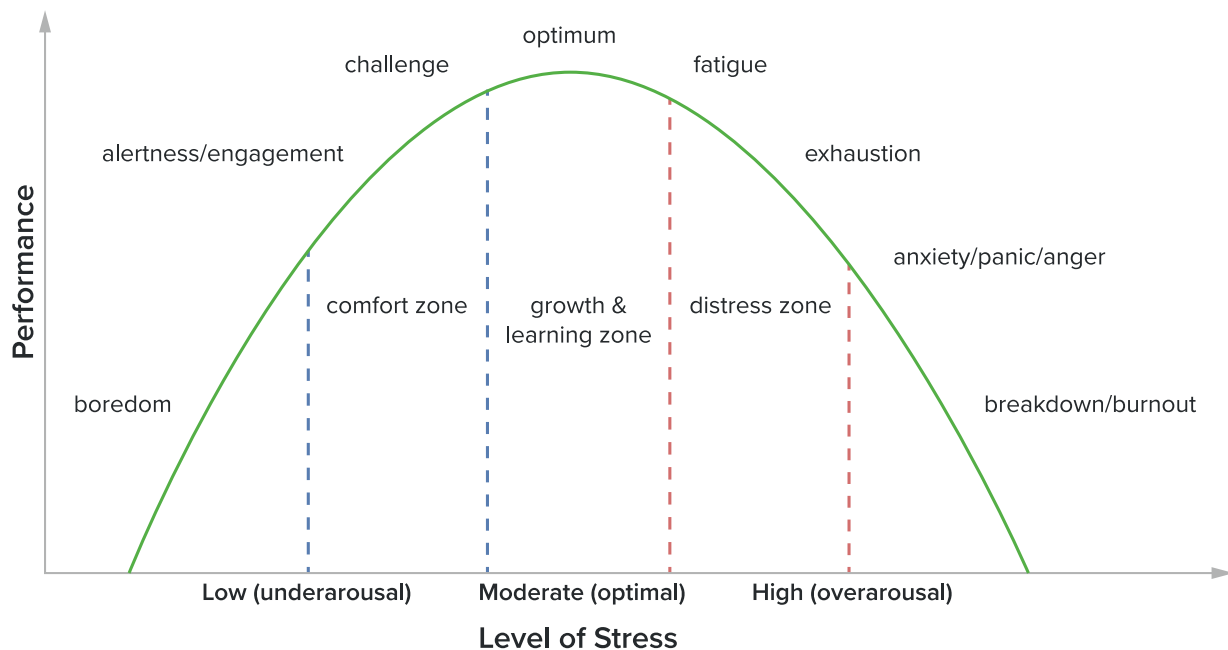 optimum
challenge
fatigue
alertness/engagement
exhaustion
anxiety/panic/anger
comfort zone
growth &
learning zone
distress zone
boredom
breakdown/burnout
Performance
Low (underarousal)
Moderate (optimal)
High (overarousal)
Level of Stress